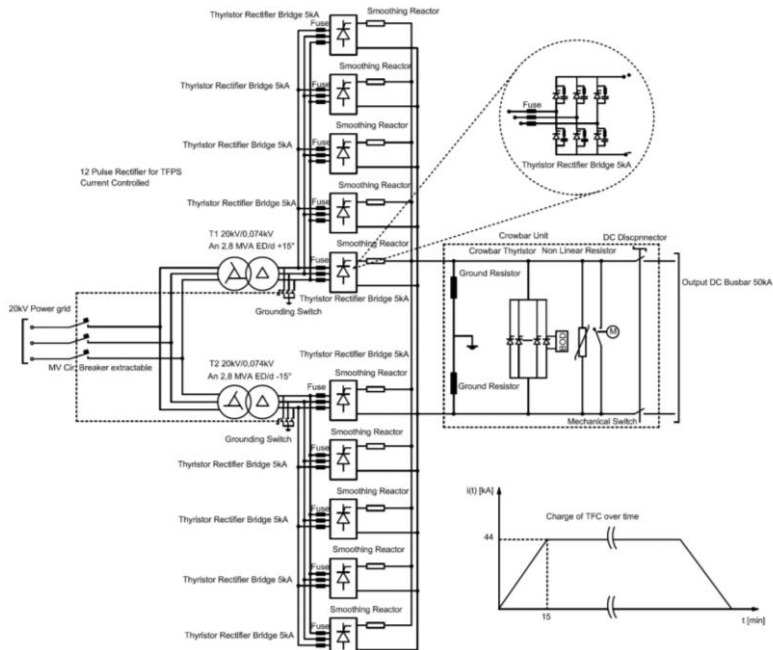 Thyristor Rectifier Bridge 5kA
Smoothing Reactor
Fuse
Smoothing Reactor
Fuse
Thyristor Rectifier Bridge 5kA
Smoothing Reactor
Fuse
Thyristor Rectifier Bridge 5kA
12 Pulse Rectifier for TFPS
Current Controlled
Smoothing Reactor
Fuse
Thyristor Rectifier Bridge 5kA
T1 20kV/0,074kV
An 2,8 MVA ED/d +15°
Smoothing Reactor
Fuse
Thyristor Rectifier Bridge 5kA
Grounding Switch
Fuse
+
-
Thyristor Rectifier Bridge 5kA
Crowbar Unit
Crowbar Thyristor
Non Linear Resistor
DC Discpnnector
Ground Resistor
BOD
M
Output DC Busbar 50kA
Ground Resistor
Mechanical Switch
20kV Power grid
MV Cir. Breaker extractable
T2 20kV/0,074kV
An 2,8 MVA ED/d -15°
Grounding Switch
Thyristor Rectifier Bridge 5kA
Smoothing Reactor
Fuse
Smoothing Reactor
Fuse
Thyristor Rectifier Bridge 5kA
Smoothing Reactor
Fuse
Thyristor Rectifier Bridge 5kA
Smoothing Reactor
Fuse
Thyristor Rectifier Bridge 5kA
Smoothing Reactor
Fuse
Thyristor Rectifier Bridge 5kA
i(t) [kA]
Charge of TFC over time
44
15
t [min]